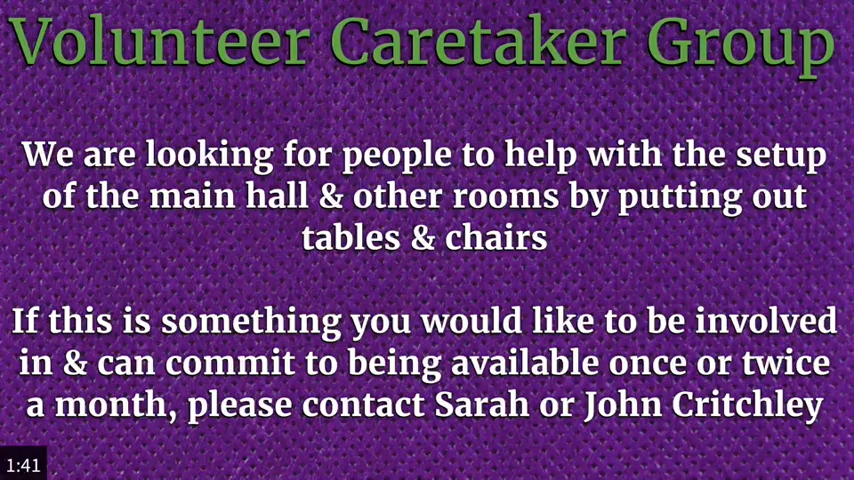 Volunteer Caretaker Group
We are looking for people to help with the setup
of the main hall & other rooms by putting out
tables & chairs
If this is something you would like to be involved
in & can commit to being available once or twice
a month, please contact Sarah or John Critchley
1:41